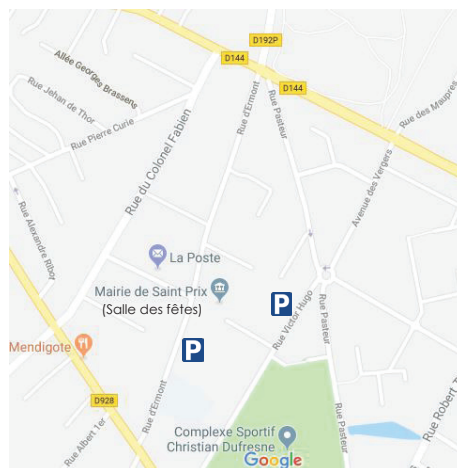 D192P
D144
D144
Allée Georges Brassens
Rue Jehan de Thor
Rue Pierre Curie
Rue du Colonel Fabien
Rue d'Ermont
Rue Pasteur
Rue des Maupres
Avenue des Vergers
Rue Alexandre Ribot
La Poste
Mairie de Saint Prix
(Salle des fêtes)
P
P
Rue Victor Hugo
Rue Pasteur
Mendigote
D928
Rue d'Ermont
Rue Albert 1er
Rue Pasteur
Rue Robert
Complexe Sportif
Christian Dufresne
Google